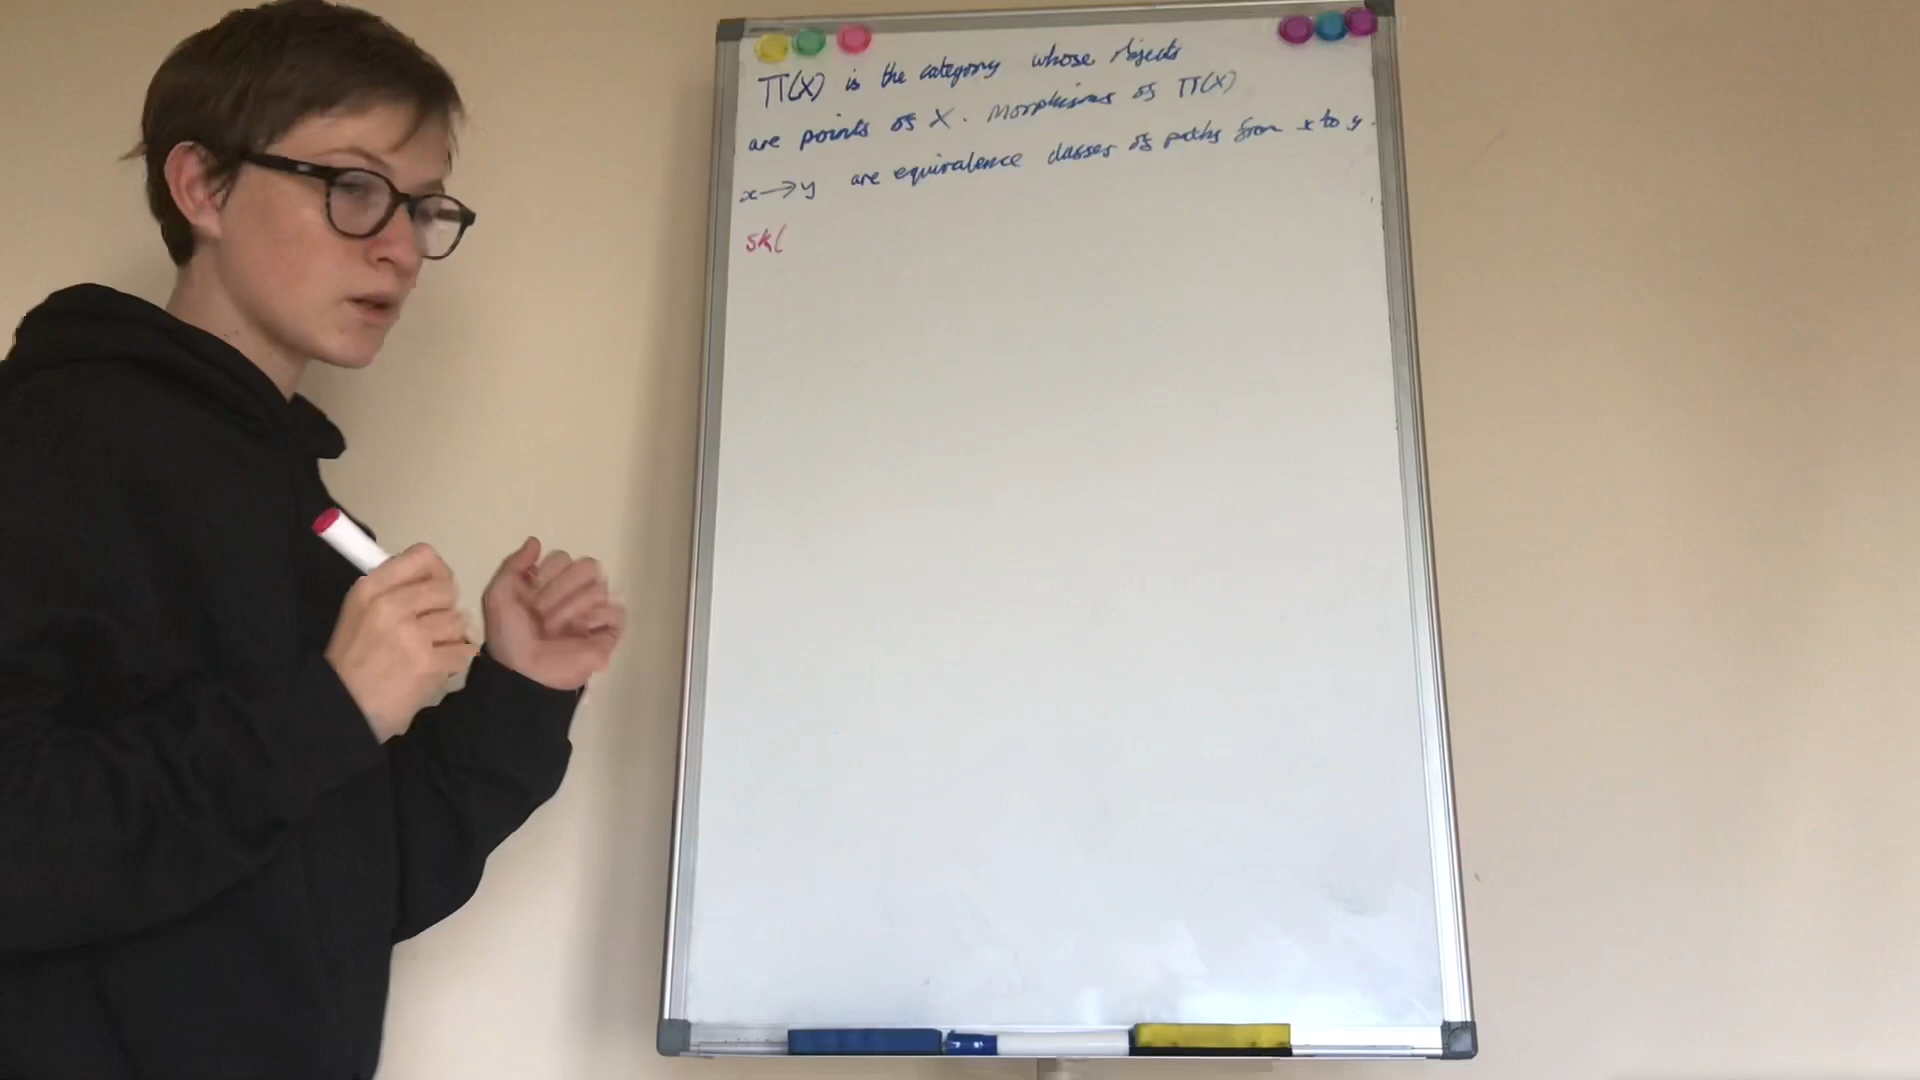 Π(X) is the category whose objects
are points of X. Morphisms of Π(X)
x→y are equivalence classes of paths from x to y.
sk(